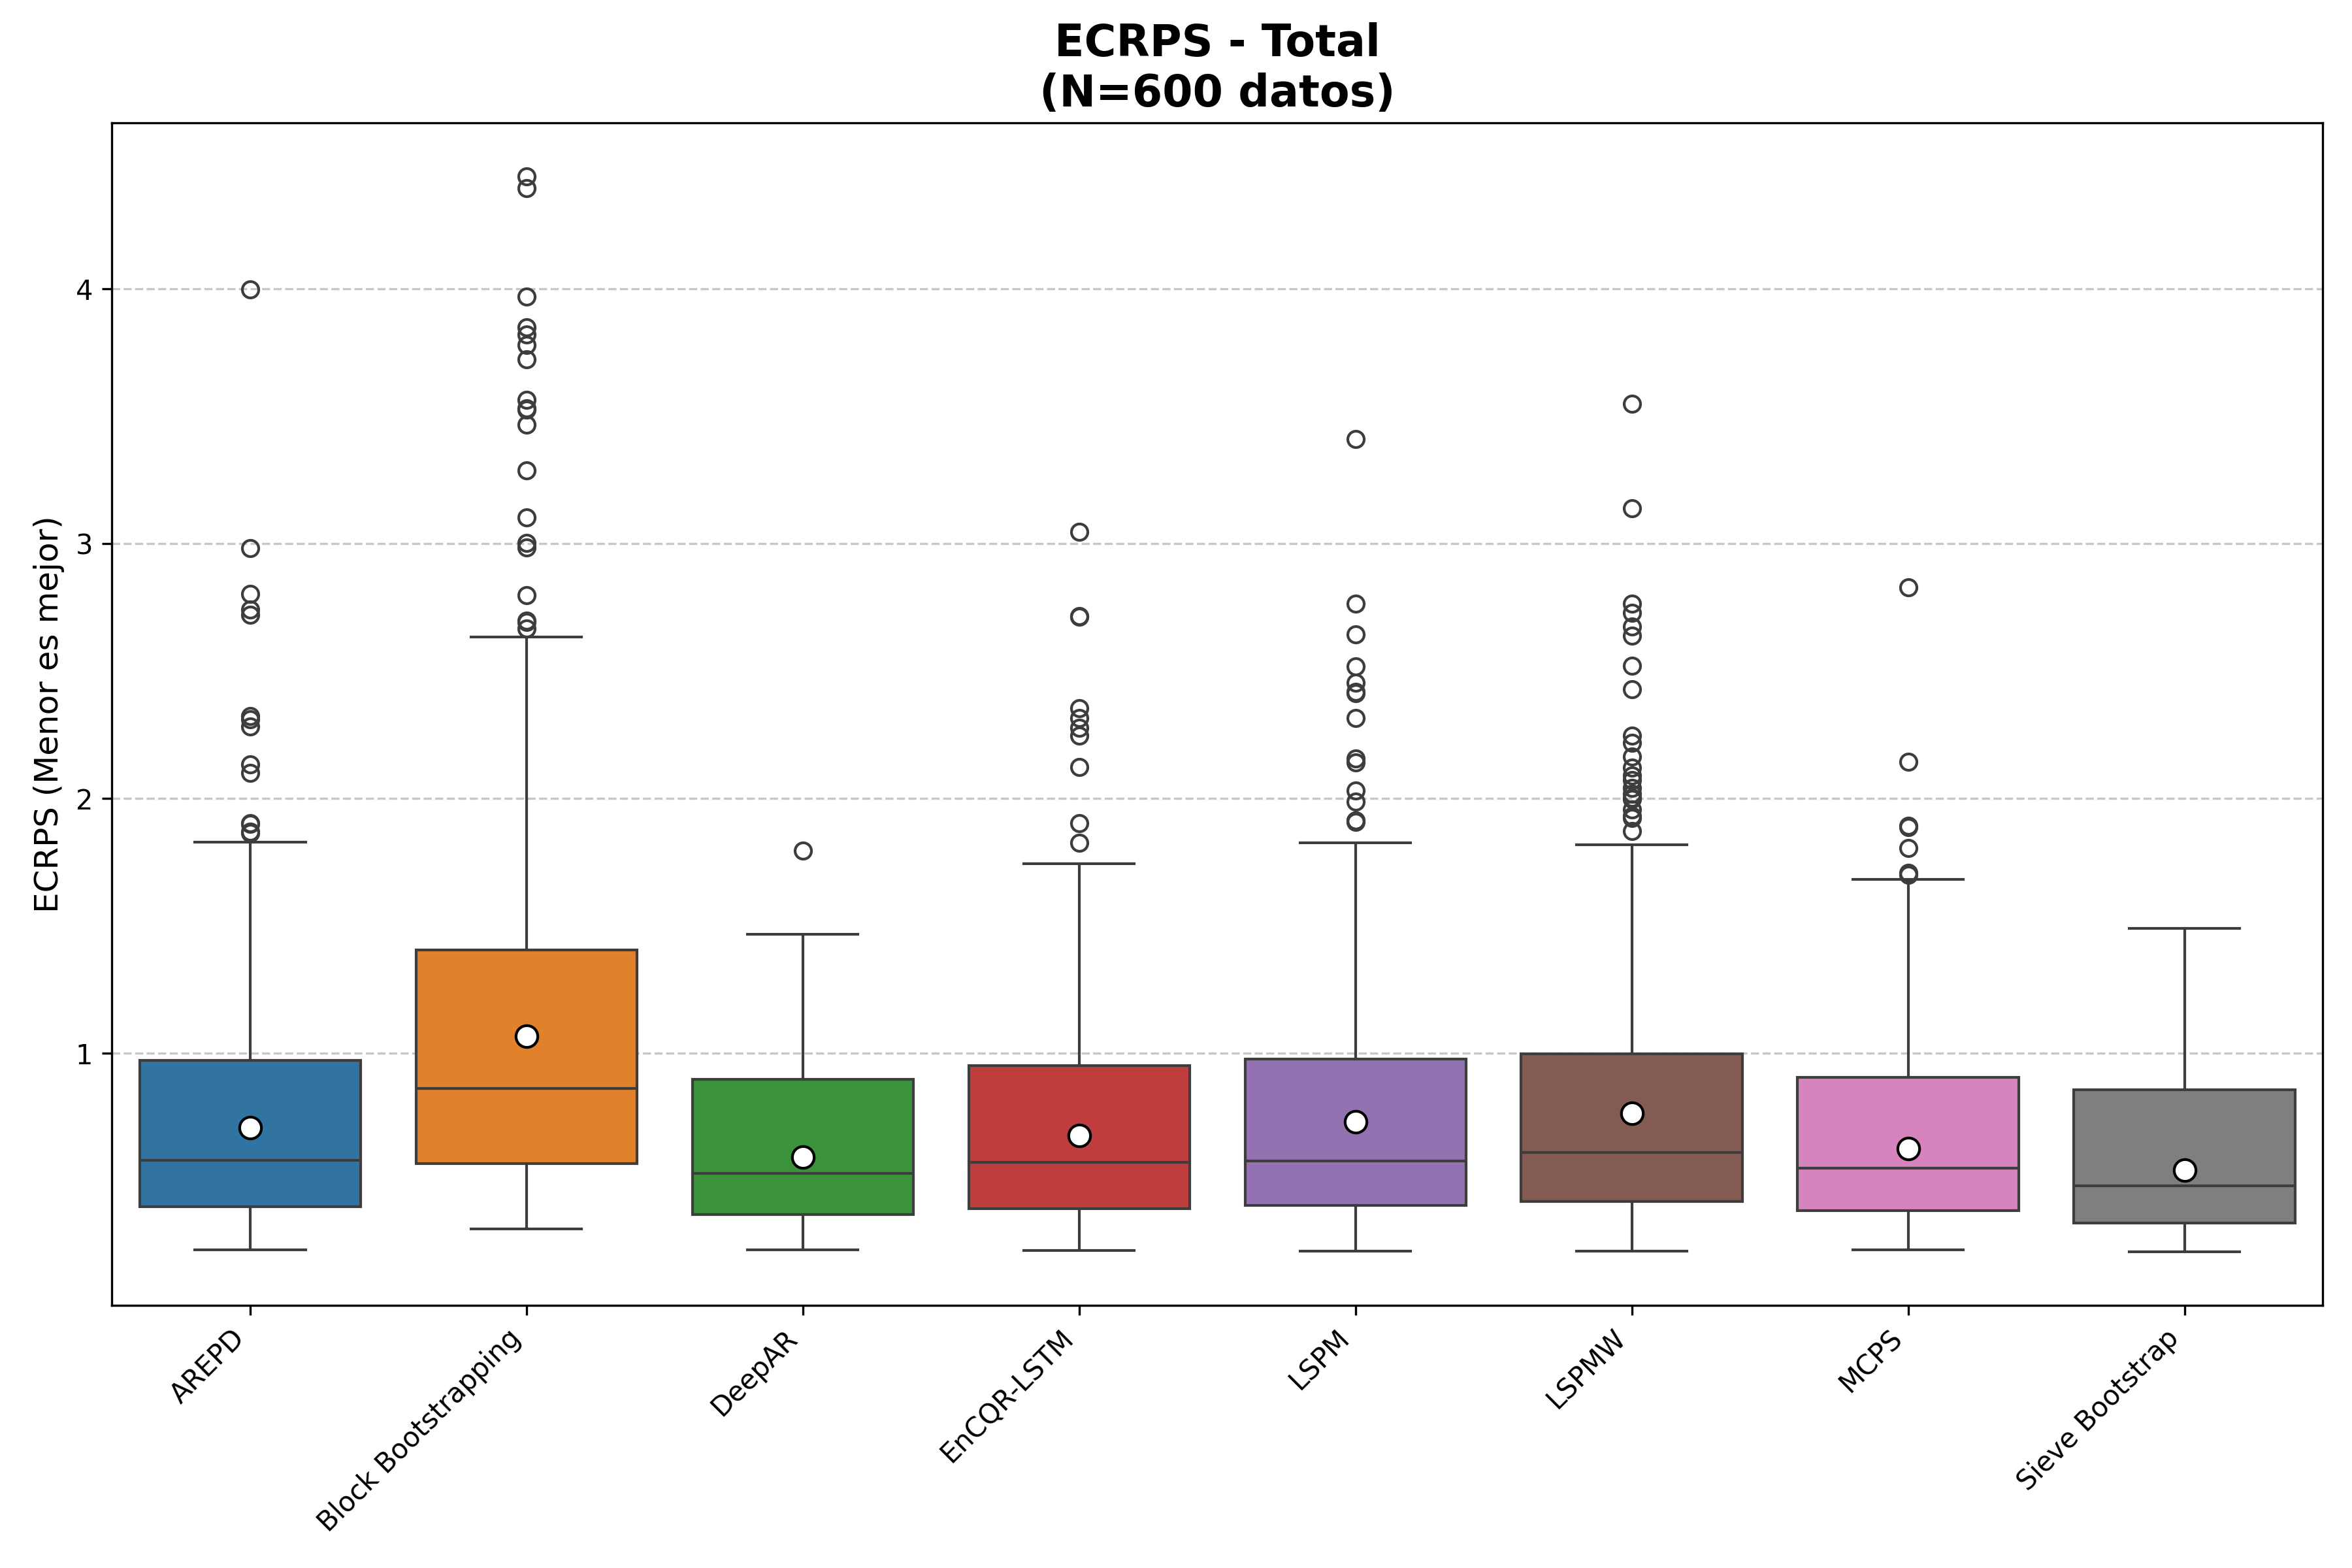 ECRPS - Total
(N=600 datos)
ECRPS (Menor es mejor)
4
3
2
1
AREPD
Block Bootstrapping
DeepAR
EnCQR-LSTM
LSPM
LSPMW
MCPS
Sieve Bootstrap